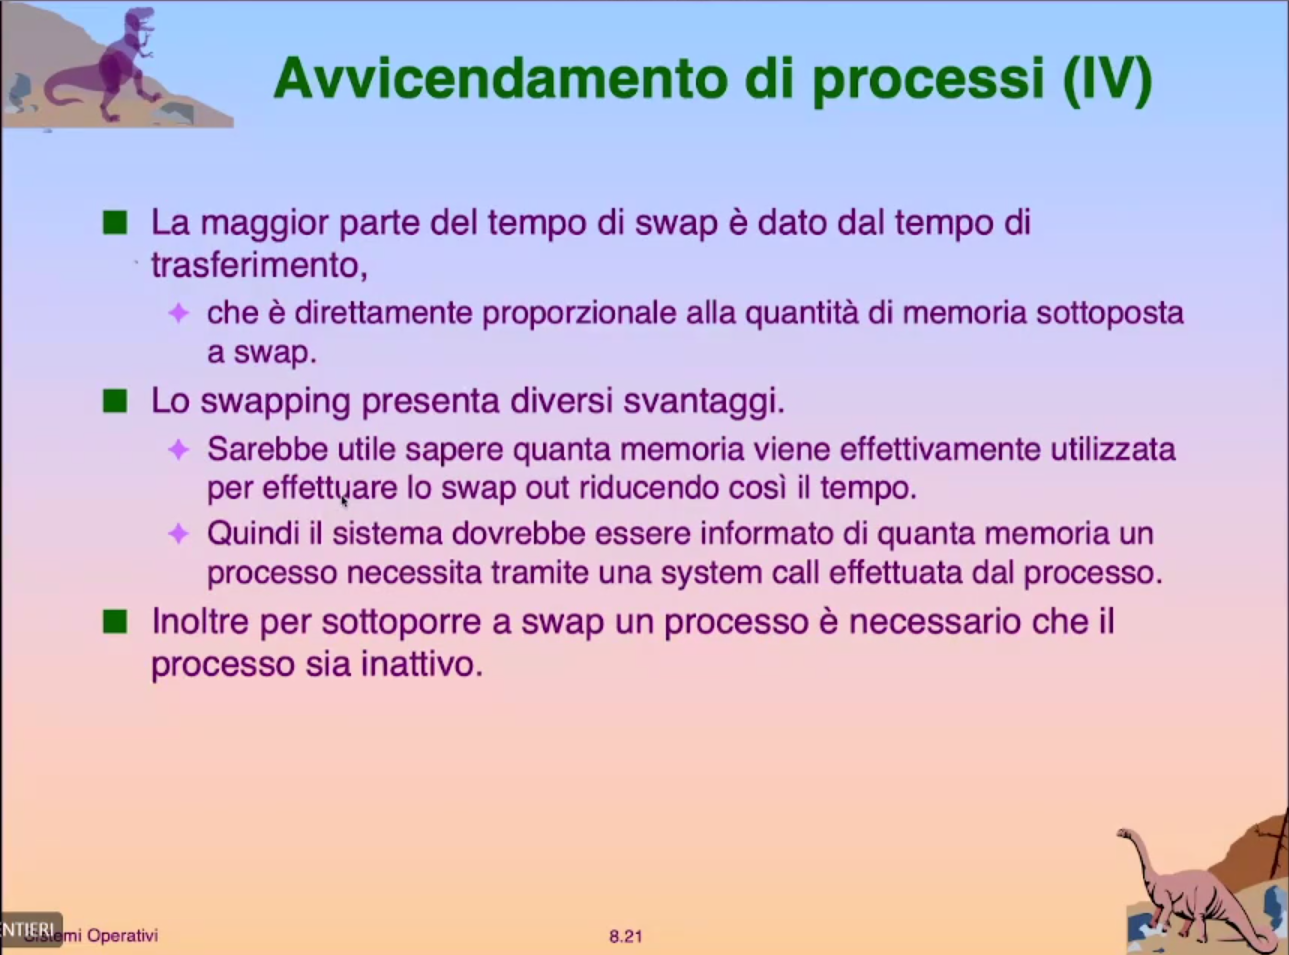 Avvicendamento di processi (IV)
La maggior parte del tempo di swap è dato dal tempo di
trasferimento,
che è direttamente proporzionale alla quantità di memoria sottoposta
a swap.
Lo swapping presenta diversi svantaggi.
Sarebbe utile sapere quanta memoria viene effettivamente utilizzata
per effettuare lo swap out riducendo così il tempo.
Quindi il sistema dovrebbe essere informato di quanta memoria un
processo necessita tramite una system call effettuata dal processo.
Inoltre per sottoporre a swap un processo è necessario che il
processo sia inattivo.
NTIERI
Sistemi Operativi
8.21